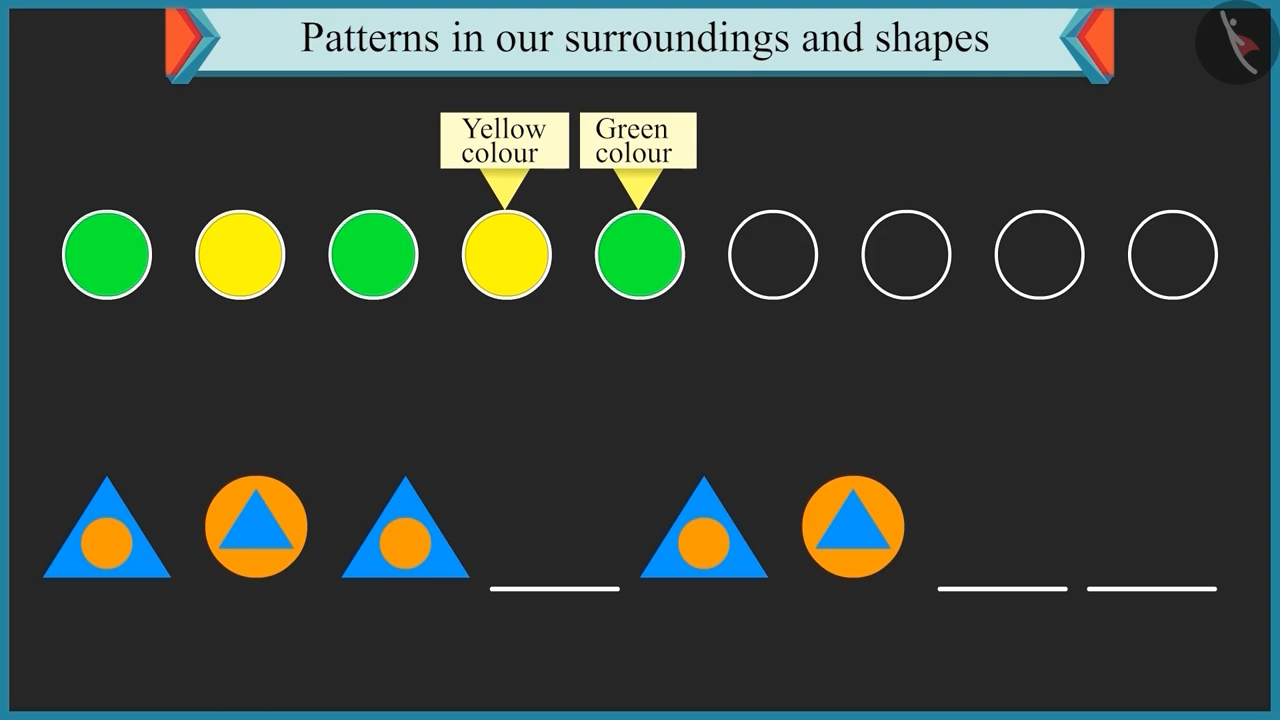 Patterns in our surroundings and shapes
Yellow
colour
Green
colour